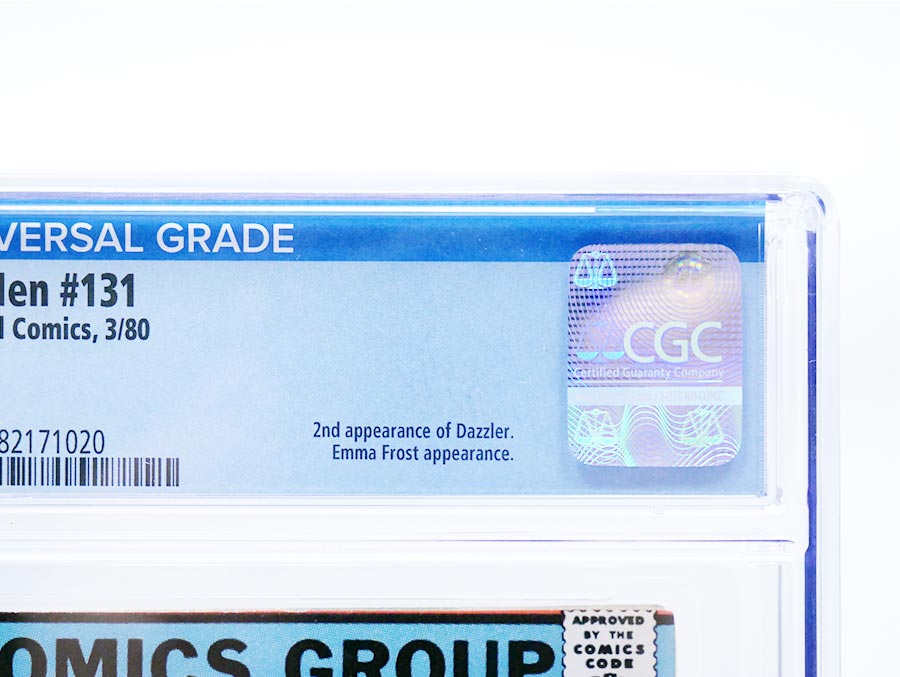 VERSAL GRADE
len #131
l Comics, 3/80
82171020
2nd appearance of Dazzler.
Emma Frost appearance.
CGC
Certified Guaranty Company
OMICS GROUP
APPROVED
BY THE
COMICS
CODE